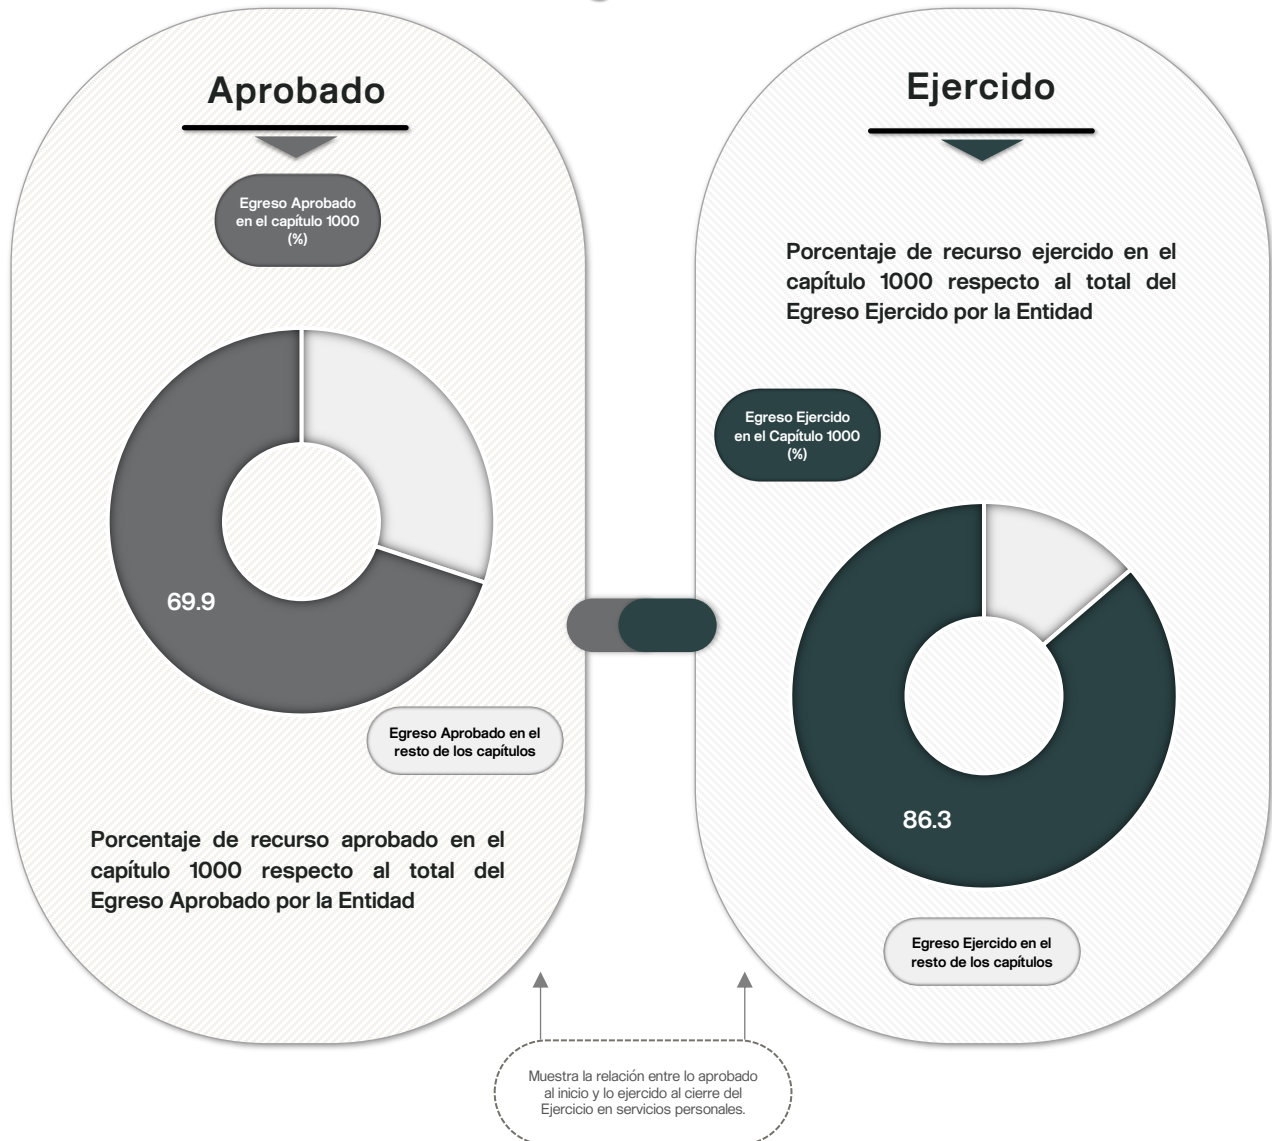 Aprobado
Egreso Aprobado
en el capítulo 1000
(%)
69.9
Egreso Aprobado en el
resto de los capítulos
Porcentaje de recurso aprobado en el
capítulo 1000 respecto al total del
Egreso Aprobado por la Entidad
Ejercido
Porcentaje de recurso ejercido en el
capítulo 1000 respecto al total del
Egreso Ejercido por la Entidad
Egreso Ejercido
en el Capítulo 1000
(%)
86.3
Egreso Ejercido en el
resto de los capítulos
Muestra la relación entre lo aprobado
al inicio y lo ejercido al cierre del
Ejercicio en servicios personales.